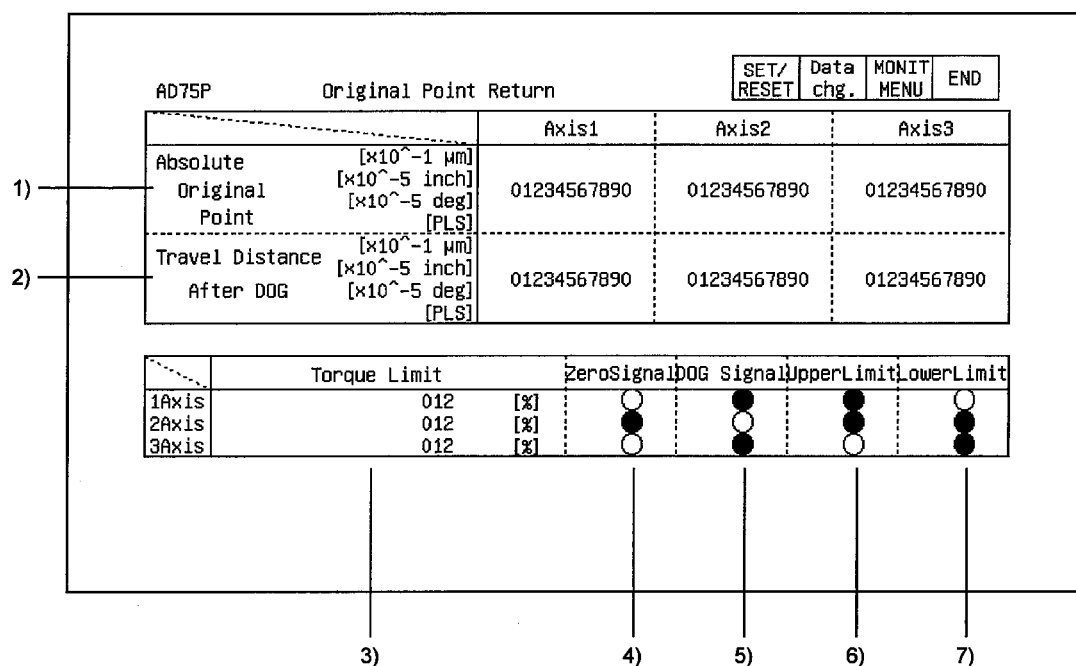 AD75P Original Point Return SET/ RESET Data chg. MONIT MENU END
Axis1 Axis2 Axis3
1) Absolute Original Point [×10^-1 μm] [×10^-5 inch] [×10^-5 deg] [PLS] 01234567890 01234567890 01234567890
2) Travel Distance After DOG [×10^-1 μm] [×10^-5 inch] [×10^-5 deg] [PLS] 01234567890 01234567890 01234567890
Torque Limit ZeroSignal DOG Signal UpperLimit LowerLimit
1Axis 012 [%]
2Axis 012 [%]
3Axis 012 [%]
3) 4) 5) 6) 7)